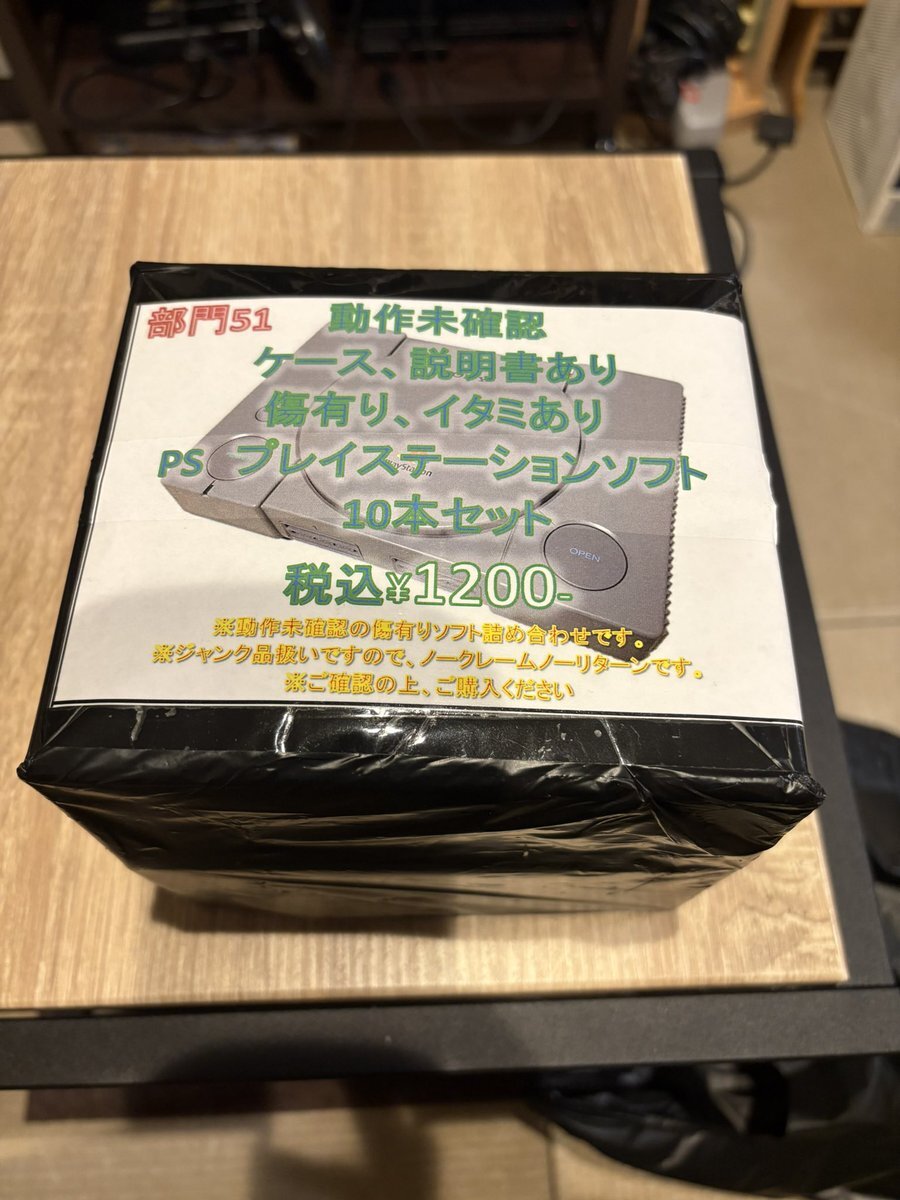 部門51
動作未確認
ケース、説明書あり
傷有り、イタミあり
PS プレイステーションソフト
PlayStation
10本セット
OPEN
税込¥1200-
※動作未確認の傷有りソフト詰め合わせです。
※ジャンク品扱いですので、ノークレームノーリターンです。
※ご確認の上、ご購入ください